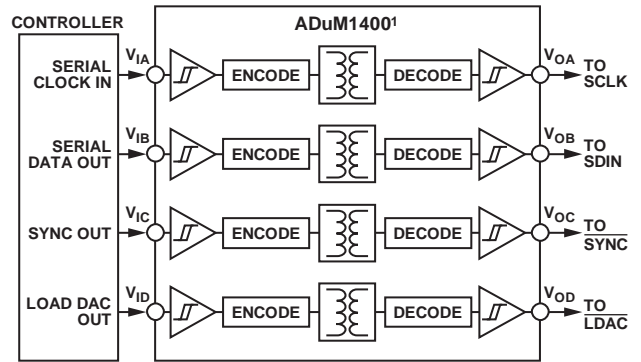 CONTROLLER
ADuM1400¹
SERIAL CLOCK IN
V_IA
ENCODE
DECODE
V_OA
TO SCLK
SERIAL DATA OUT
V_IB
ENCODE
DECODE
V_OB
TO SDIN
SYNC OUT
V_IC
ENCODE
DECODE
V_OC
TO SYNC
LOAD DAC OUT
V_ID
ENCODE
DECODE
V_OD
TO LDAC